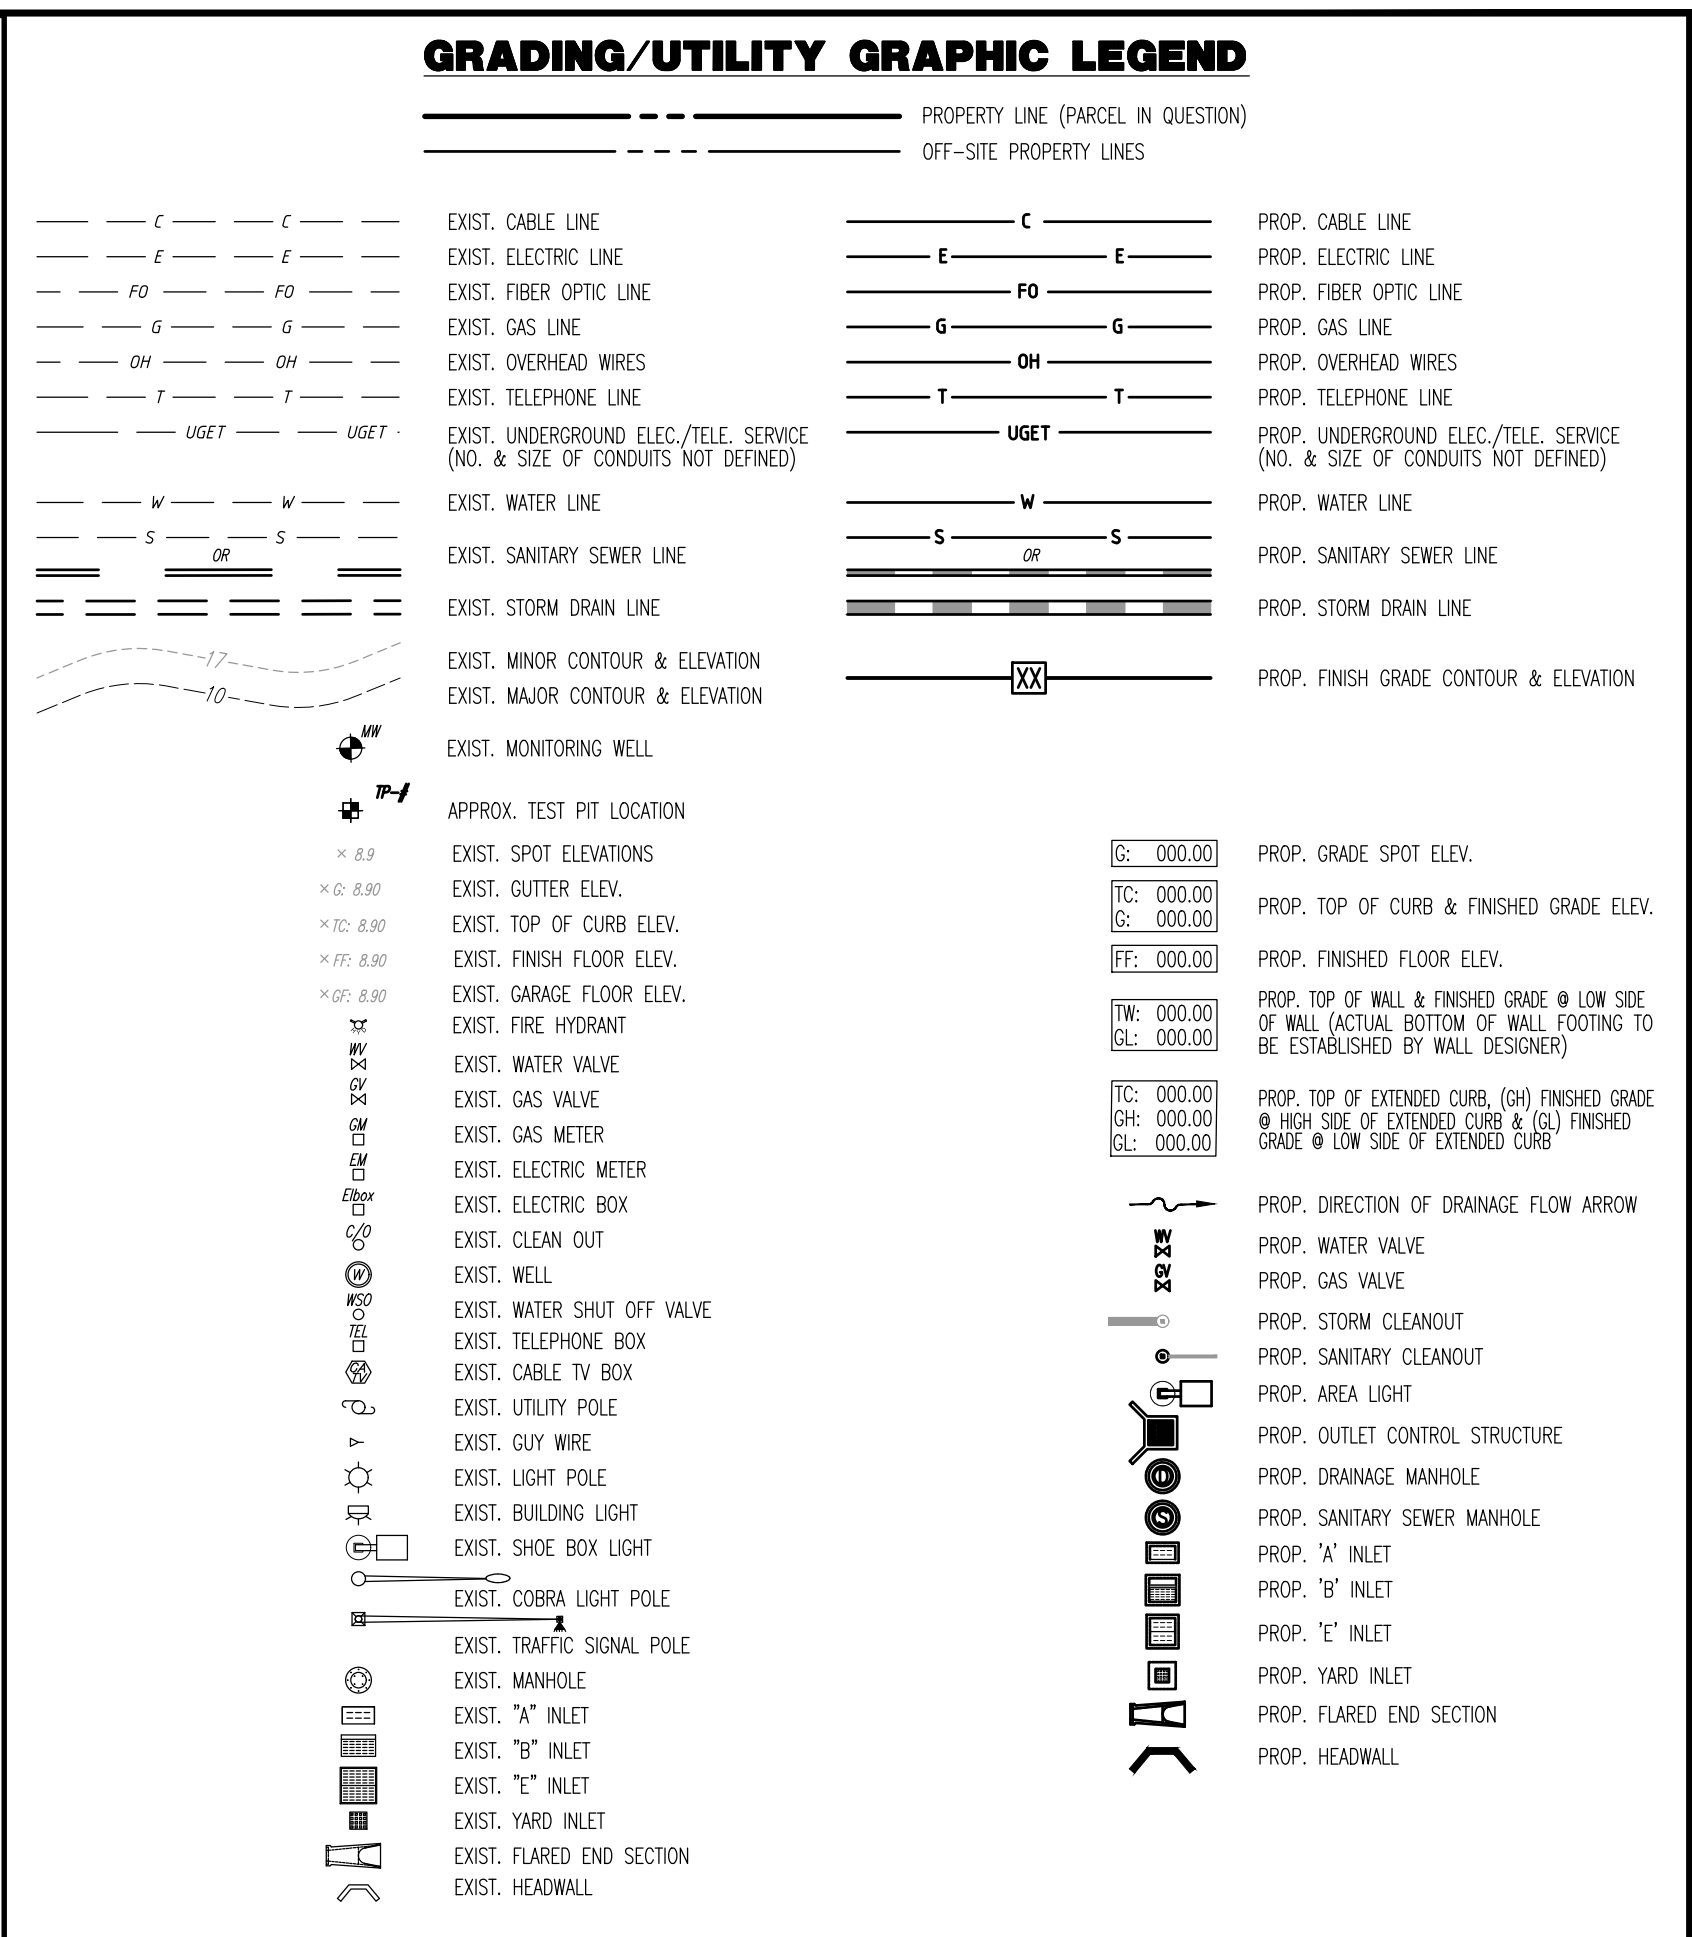 GRADING/UTILITY GRAPHIC LEGEND
PROPERTY LINE (PARCEL IN QUESTION)
OFF-SITE PROPERTY LINES
C C EXIST. CABLE LINE
E E EXIST. ELECTRIC LINE
FO FO EXIST. FIBER OPTIC LINE
G G EXIST. GAS LINE
OH OH EXIST. OVERHEAD WIRES
T T EXIST. TELEPHONE LINE
UGET UGET EXIST. UNDERGROUND ELEC./TELE. SERVICE
(NO. & SIZE OF CONDUITS NOT DEFINED)
W W EXIST. WATER LINE
S S
OR EXIST. SANITARY SEWER LINE
EXIST. STORM DRAIN LINE
17 EXIST. MINOR CONTOUR & ELEVATION
10 EXIST. MAJOR CONTOUR & ELEVATION
MW EXIST. MONITORING WELL
TP-# APPROX. TEST PIT LOCATION
× 8.9 EXIST. SPOT ELEVATIONS
× G: 8.90 EXIST. GUTTER ELEV.
× TC: 8.90 EXIST. TOP OF CURB ELEV.
× FF: 8.90 EXIST. FINISH FLOOR ELEV.
× GF: 8.90 EXIST. GARAGE FLOOR ELEV.
EXIST. FIRE HYDRANT
WV EXIST. WATER VALVE
GV EXIST. GAS VALVE
GM EXIST. GAS METER
EM EXIST. ELECTRIC METER
Elbox EXIST. ELECTRIC BOX
C/O EXIST. CLEAN OUT
W EXIST. WELL
WSO EXIST. WATER SHUT OFF VALVE
TEL EXIST. TELEPHONE BOX
CATV EXIST. CABLE TV BOX
EXIST. UTILITY POLE
EXIST. GUY WIRE
EXIST. LIGHT POLE
EXIST. BUILDING LIGHT
EXIST. SHOE BOX LIGHT
EXIST. COBRA LIGHT POLE
EXIST. TRAFFIC SIGNAL POLE
EXIST. MANHOLE
EXIST. "A" INLET
EXIST. "B" INLET
EXIST. "E" INLET
EXIST. YARD INLET
EXIST. FLARED END SECTION
EXIST. HEADWALL
C PROP. CABLE LINE
E E PROP. ELECTRIC LINE
FO PROP. FIBER OPTIC LINE
G G PROP. GAS LINE
OH PROP. OVERHEAD WIRES
T T PROP. TELEPHONE LINE
UGET PROP. UNDERGROUND ELEC./TELE. SERVICE
(NO. & SIZE OF CONDUITS NOT DEFINED)
W PROP. WATER LINE
S S
OR PROP. SANITARY SEWER LINE
PROP. STORM DRAIN LINE
XX PROP. FINISH GRADE CONTOUR & ELEVATION
G: 000.00 PROP. GRADE SPOT ELEV.
TC: 000.00
G: 000.00
PROP. TOP OF CURB & FINISHED GRADE ELEV.
FF: 000.00 PROP. FINISHED FLOOR ELEV.
TW: 000.00
GL: 000.00
PROP. TOP OF WALL & FINISHED GRADE @ LOW SIDE
OF WALL (ACTUAL BOTTOM OF WALL FOOTING TO
BE ESTABLISHED BY WALL DESIGNER)
TC: 000.00
GH: 000.00
GL: 000.00
PROP. TOP OF EXTENDED CURB, (GH) FINISHED GRADE
@ HIGH SIDE OF EXTENDED CURB & (GL) FINISHED
GRADE @ LOW SIDE OF EXTENDED CURB
PROP. DIRECTION OF DRAINAGE FLOW ARROW
WV PROP. WATER VALVE
GV PROP. GAS VALVE
PROP. STORM CLEANOUT
PROP. SANITARY CLEANOUT
PROP. AREA LIGHT
PROP. OUTLET CONTROL STRUCTURE
D PROP. DRAINAGE MANHOLE
S PROP. SANITARY SEWER MANHOLE
PROP. 'A' INLET
PROP. 'B' INLET
PROP. 'E' INLET
PROP. YARD INLET
PROP. FLARED END SECTION
PROP. HEADWALL